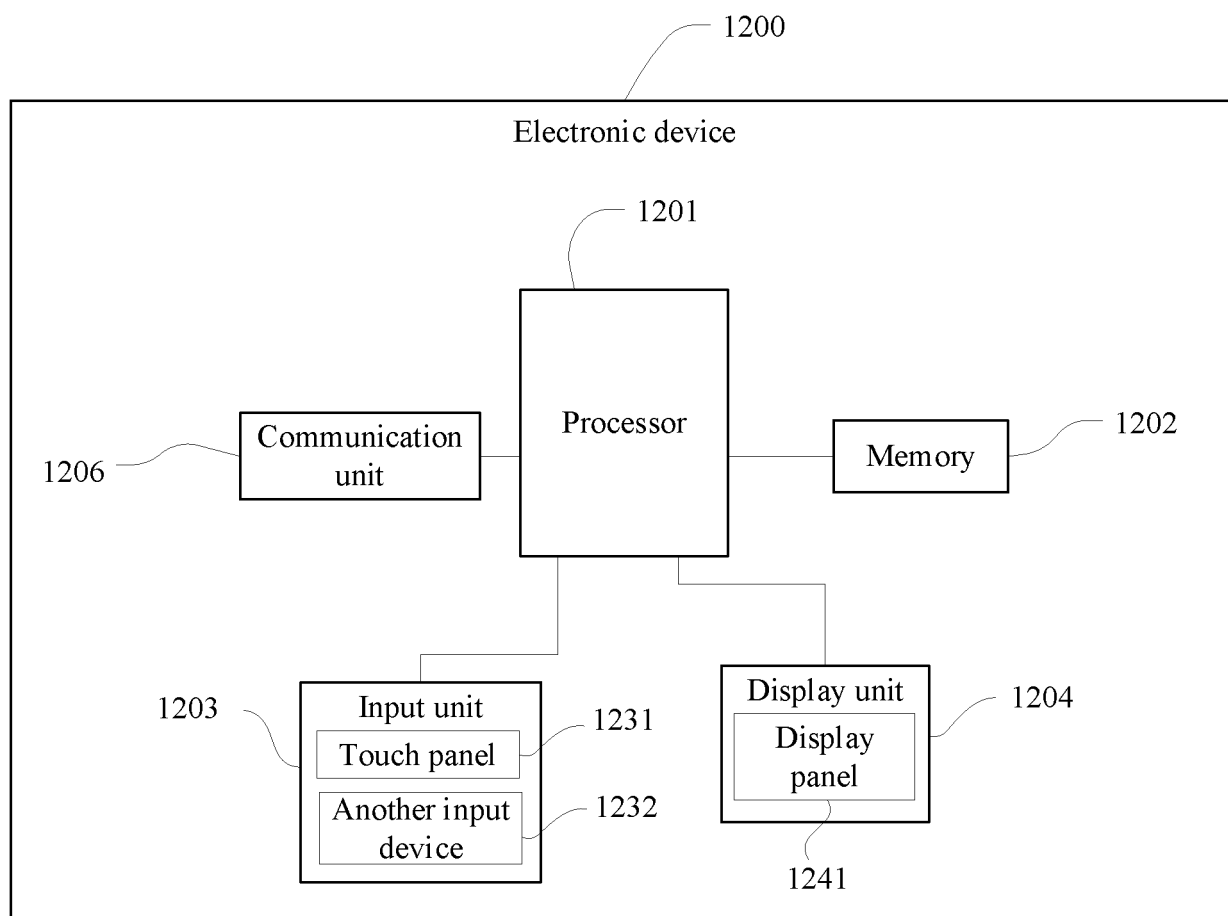 1200
Electronic device
1201
Processor
Communication
unit
1206
Memory
1202
Input unit
1203
Touch panel
1231
Another input
device
1232
Display unit
1204
Display
panel
1241